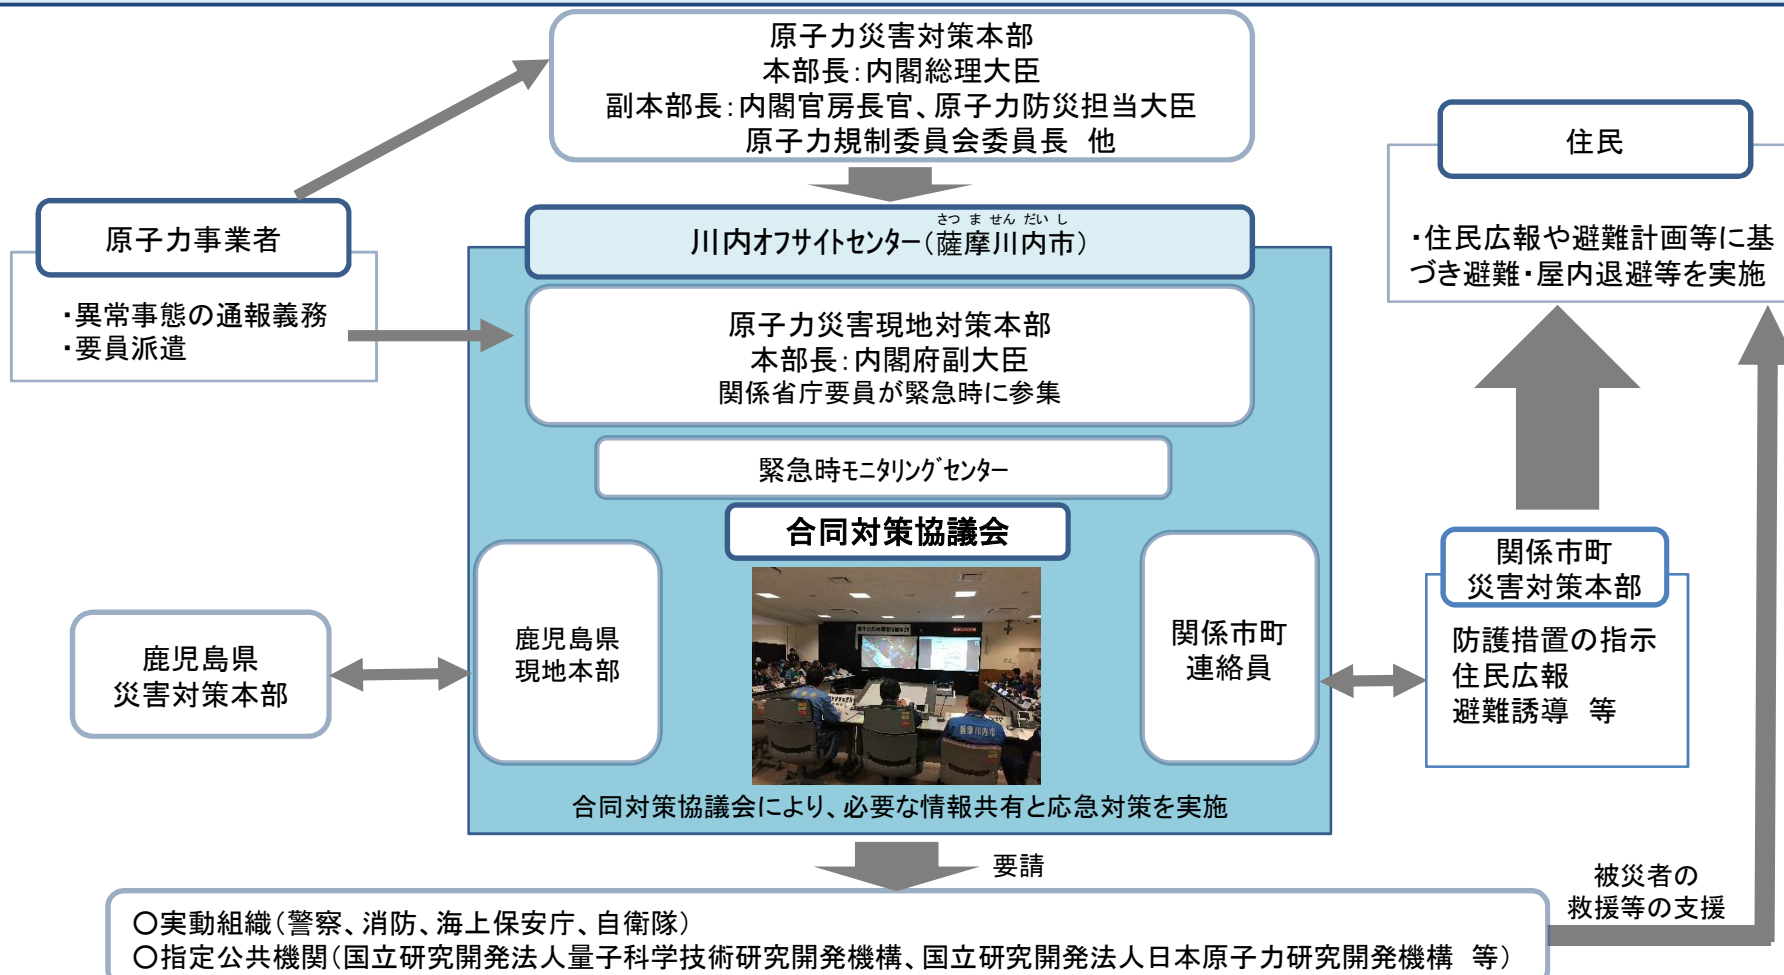 原子力災害対策本部
本部長：内閣総理大臣
副本部長：内閣官房長官、原子力防災担当大臣
原子力規制委員会委員長　他
原子力事業者
・異常事態の通報義務
・要員派遣
さつ ま せん だい し
川内オフサイトセンター（薩摩川内市）
原子力災害現地対策本部
本部長：内閣府副大臣
関係省庁要員が緊急時に参集
緊急時モニタリングセンター
合同対策協議会
鹿児島県
現地本部
関係市町
連絡員
薩摩川内市
合同対策協議会により、必要な情報共有と応急対策を実施
鹿児島県
災害対策本部
住民
・住民広報や避難計画等に基
づき避難・屋内退避等を実施
関係市町
災害対策本部
防護措置の指示
住民広報
避難誘導　等
要請
被災者の
救援等の支援
〇実動組織（警察、消防、海上保安庁、自衛隊）
〇指定公共機関（国立研究開発法人量子科学技術研究開発機構、国立研究開発法人日本原子力研究開発機構　等）